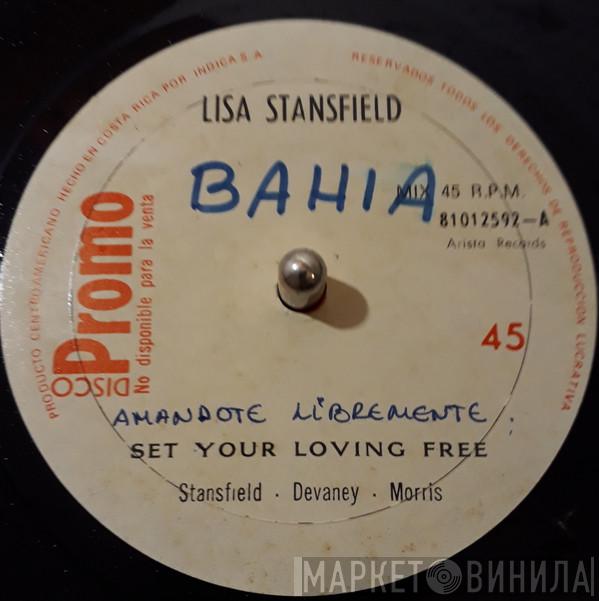 PRODUCTO CENTROAMERICANO HECHO EN COSTA RICA POR INDICA S.A
RESERVADOS TODOS LOS DERECHOS DE REPRODUCCION LUCRATIVA
LISA STANSFIELD
BAHIA
MIX 45 R.P.M.
81012592-A
Arista Records
DISCO
Promo
No disponible para la venta
45
AMANDOTE LIBREMENTE.
SET YOUR LOVING FREE
Stansfield · Devaney · Morris
МАРКЕТ ВИНИЛА